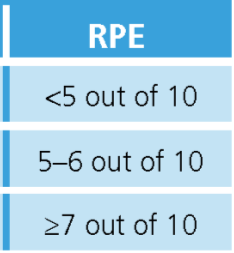 RPE
<5 out of 10
5–6 out of 10
≥7 out of 10